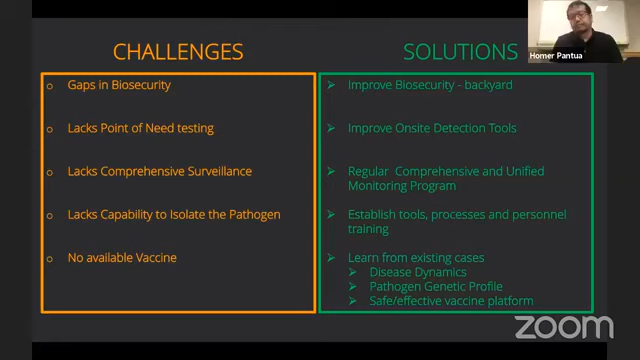 CHALLENGES
SOLUTIONS
Homer Pantua
Gaps in Biosecurity
Lacks Point of Need testing
Lacks Comprehensive Surveillance
Lacks Capability to Isolate the Pathogen
No available Vaccine
Improve Biosecurity - backyard
Improve Onsite Detection Tools
Regular Comprehensive and Unified
Monitoring Program
Establish tools, processes and personnel
training
Learn from existing cases
Disease Dynamics
Pathogen Genetic Profile
Safe/effective vaccine platform
zoom